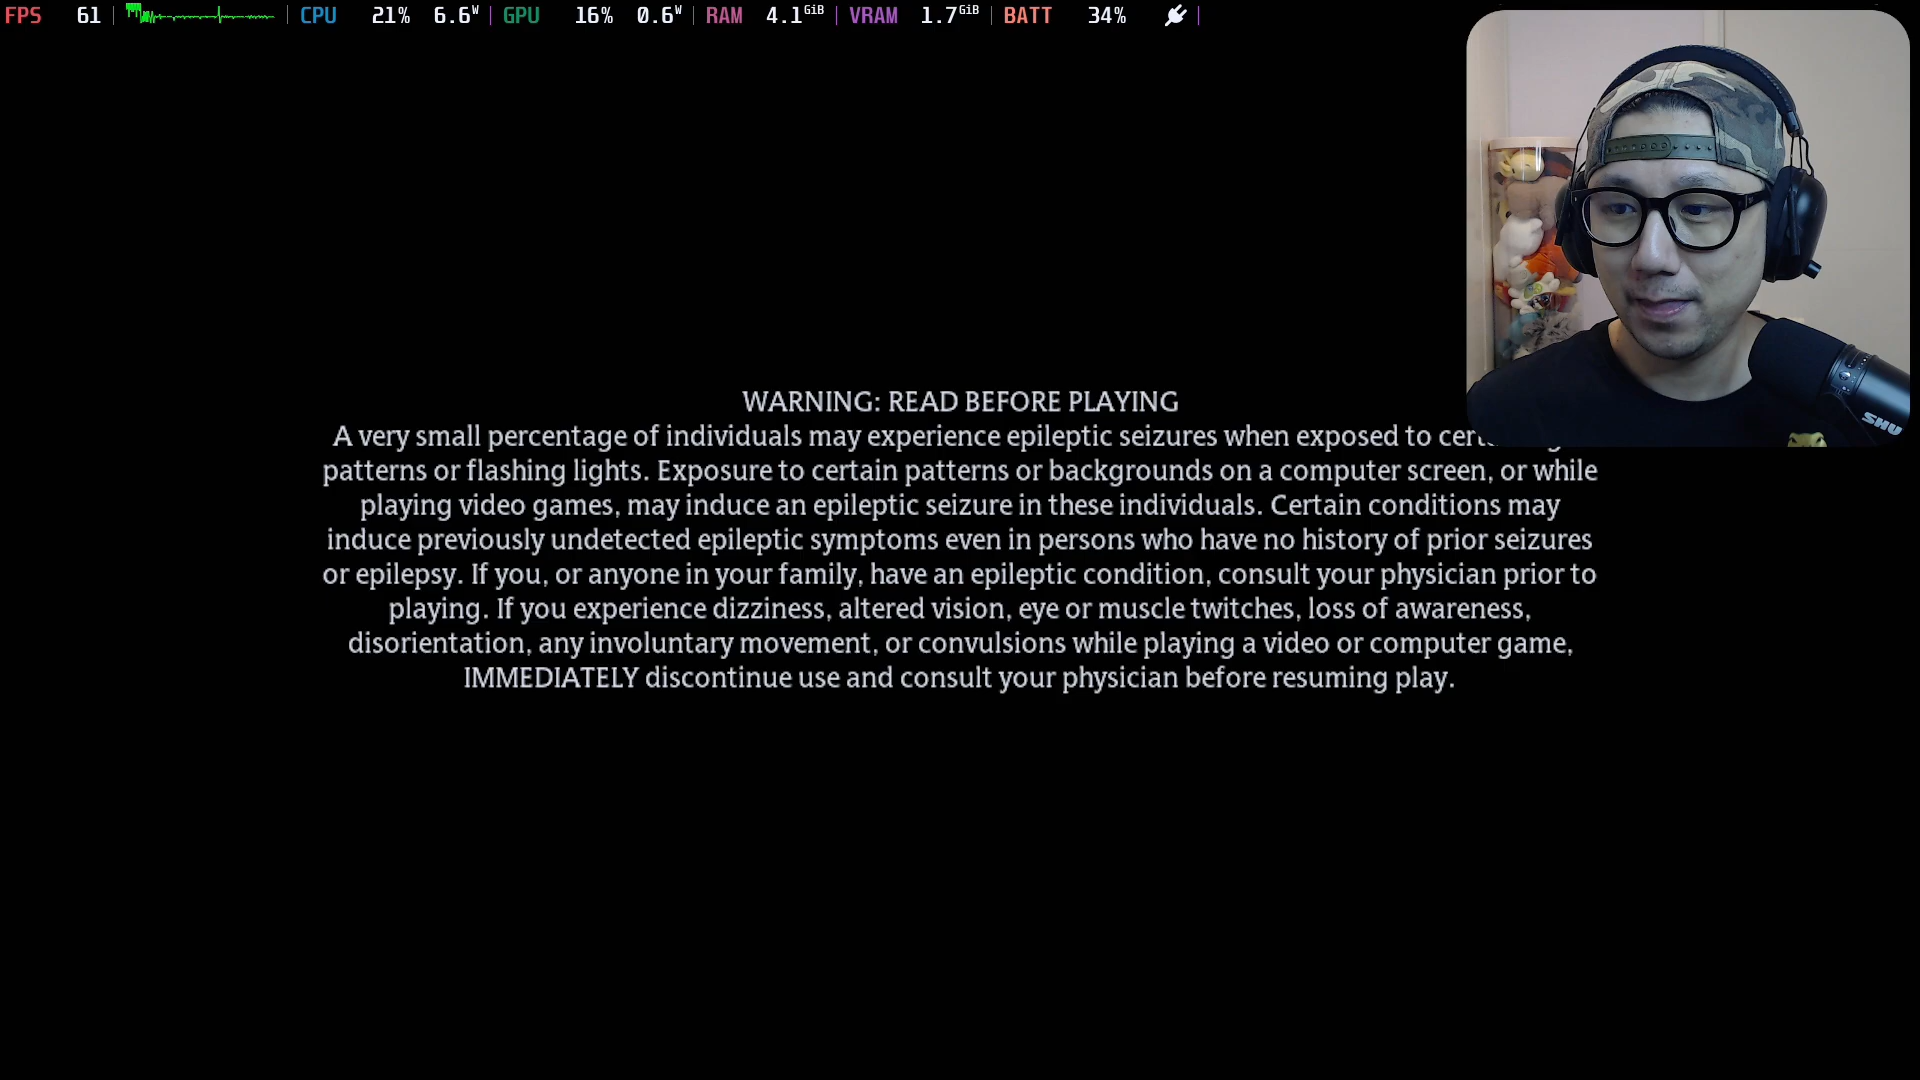 FPS 61 CPU 21% 6.6W GPU 16% 0.6W RAM 4.1GiB VRAM 1.7GiB BATT 34%
WARNING: READ BEFORE PLAYING
A very small percentage of individuals may experience epileptic seizures when exposed to
patterns or flashing lights. Exposure to certain patterns or backgrounds on a computer screen, or while
playing video games, may induce an epileptic seizure in these individuals. Certain conditions may
induce previously undetected epileptic symptoms even in persons who have no history of prior seizures
or epilepsy. If you, or anyone in your family, have an epileptic condition, consult your physician prior to
playing. If you experience dizziness, altered vision, eye or muscle twitches, loss of awareness,
disorientation, any involuntary movement, or convulsions while playing a video or computer game,
IMMEDIATELY discontinue use and consult your physician before resuming play.
SHU